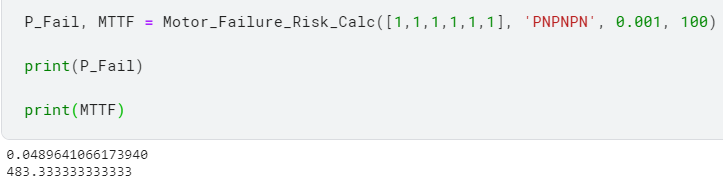 P_Fail, MTTF = Motor_Failure_Risk_Calc([1,1,1,1,1,1], 'PNPNPN', 0.001, 100)
print(P_Fail)
print(MTTF)
0.0489641066173940
483.333333333333